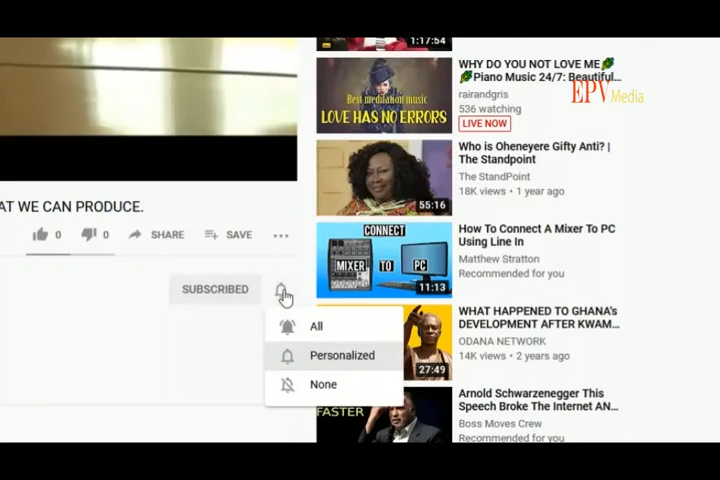 1:17:54
WHY DO YOU NOT LOVE ME
Piano Music 24/7: Beautiful...
rairandgris
536 watching
LIVE NOW
Best meditation music
LOVE HAS NO ERRORS
EPV Media
Who is Oheneyere Gifty Anti? |
The Standpoint
The StandPoint
18K views • 1 year ago
55:16
AT WE CAN PRODUCE.
0 0 SHARE SAVE
How To Connect A Mixer To PC
Using Line In
Matthew Stratton
Recommended for you
CONNECT
MIXER TO PC
11:13
SUBSCRIBED
All
Personalized
None
WHAT HAPPENED TO GHANA'S
DEVELOPMENT AFTER KWAM...
ODANA NETWORK
14K views • 2 years ago
27:49
Arnold Schwarzenegger This
Speech Broke The Internet AN...
Boss Moves Crew
Recommended for you
FASTER